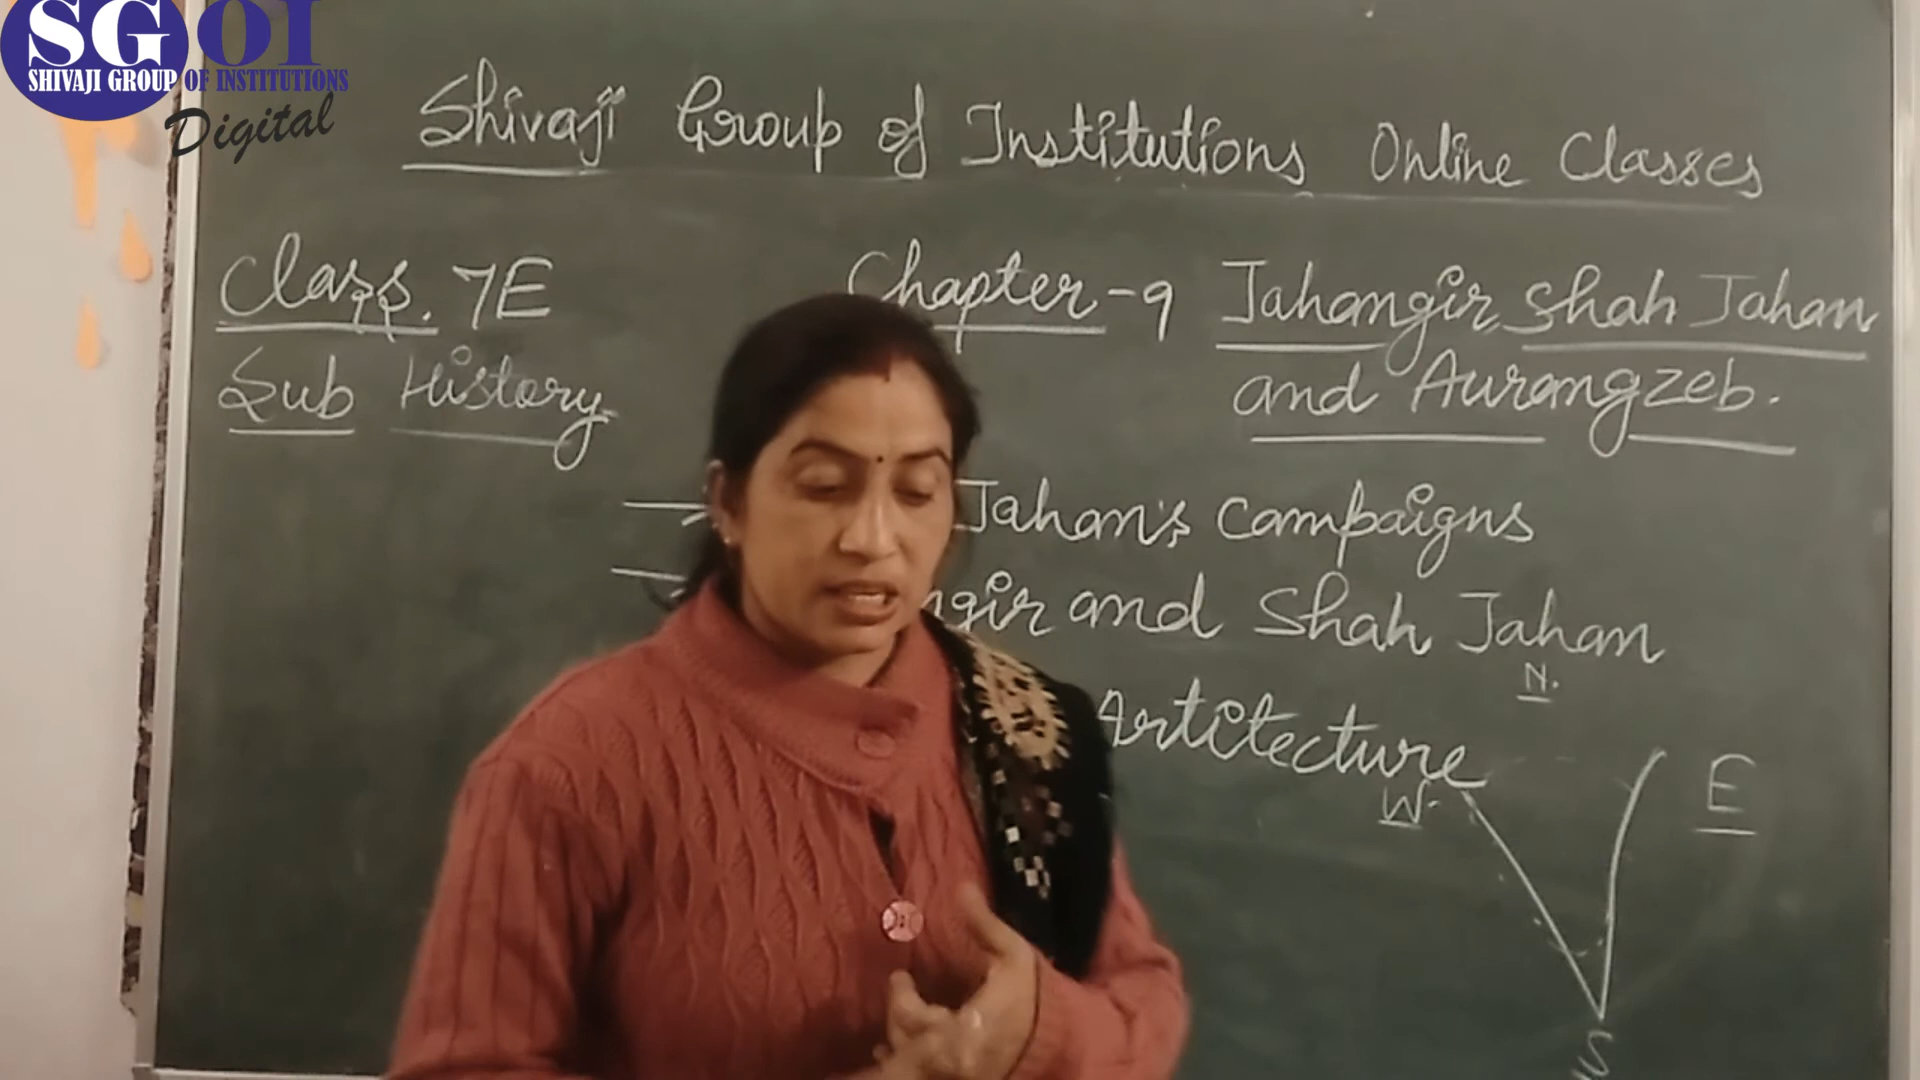 SGOI
SHIVAJI GROUP OF INSTITUTIONS
Digital
Shivaji Group of Institutions Online Classes
Class. 7E
Sub History
Chapter-9 Jahangir Shah Jahan
and Aurangzeb.
Jahan's Campaigns
ngir and Shah Jahan
Artitecture
N.
W.
E
S